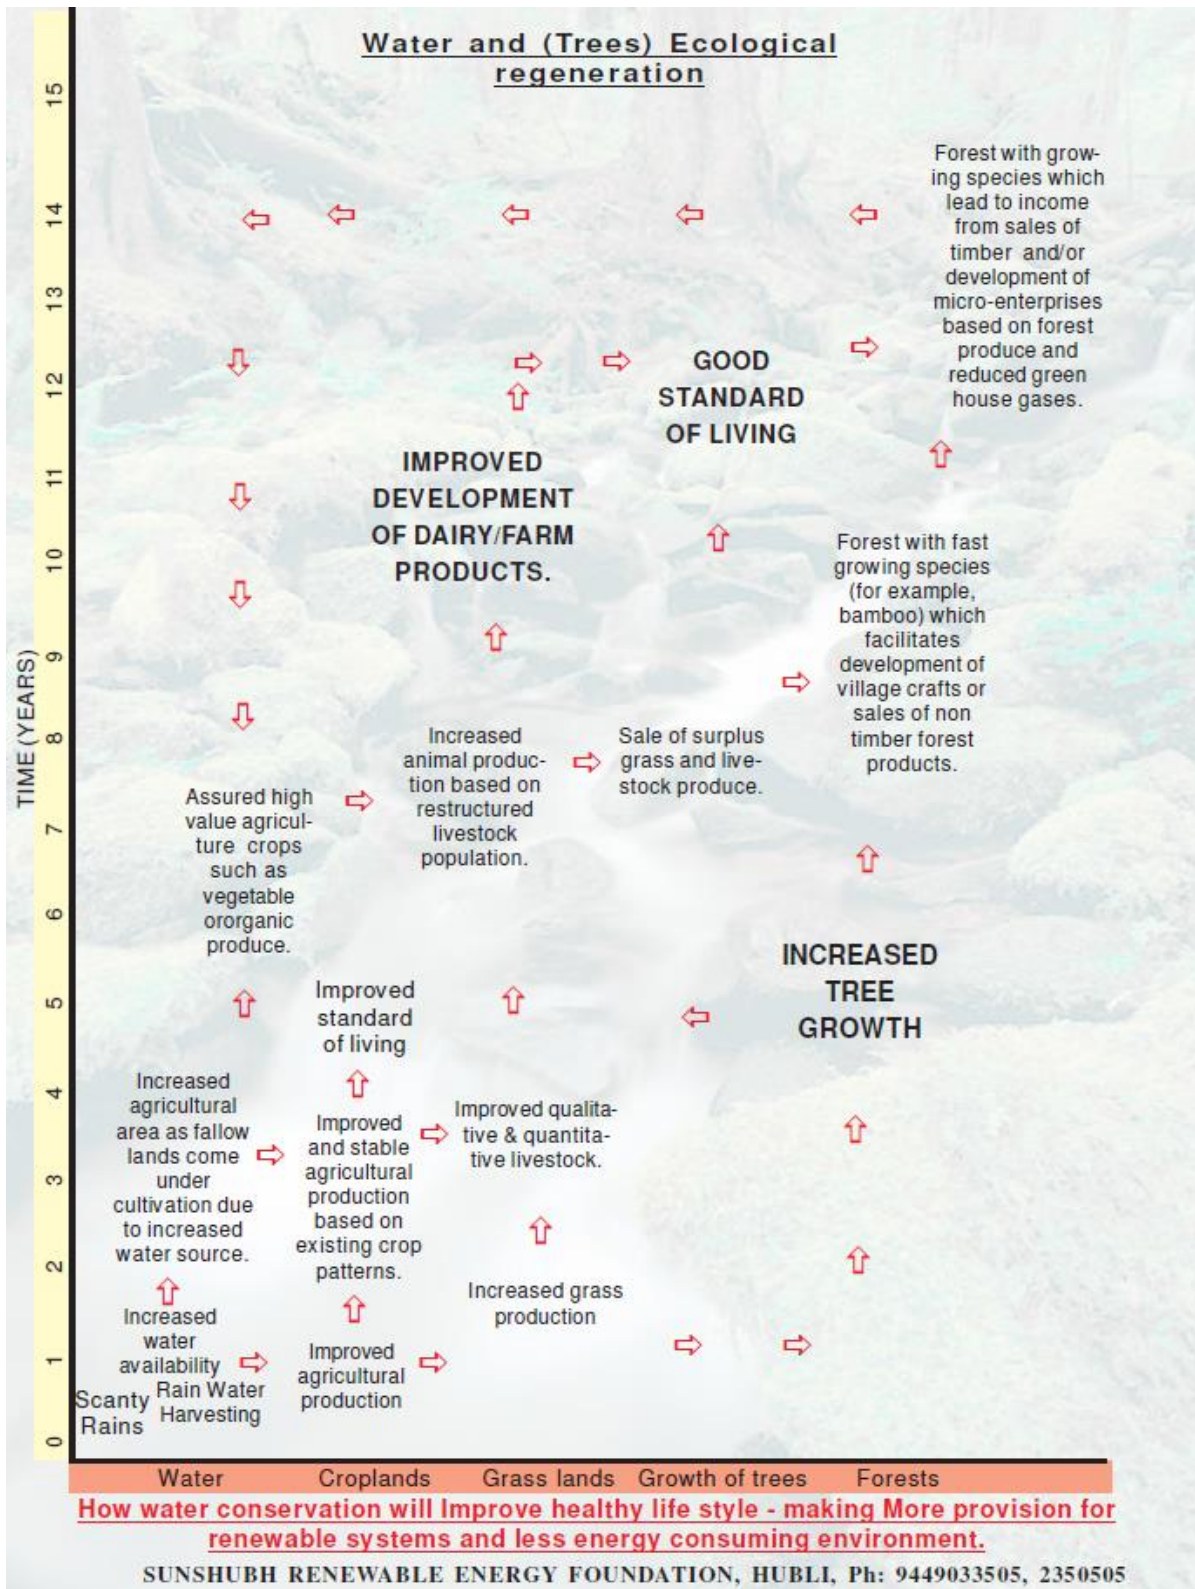 Water and (Trees) Ecological
regeneration
15
14
13
12
11
10
9
8
7
6
5
4
3
2
1
0
TIME (YEARS)
Forest with grow-
ing species which
lead to income
from sales of
timber and/or
development of
micro-enterprises
based on forest
produce and
reduced green
house gases.
GOOD
STANDARD
OF LIVING
IMPROVED
DEVELOPMENT
OF DAIRY/FARM
PRODUCTS.
Forest with fast
growing species
(for example,
bamboo) which
facilitates
development of
village crafts or
sales of non
timber forest
products.
Increased
animal produc-
tion based on
restructured
livestock
population.
Sale of surplus
grass and live-
stock produce.
Assured high
value agricul-
ture crops
such as
vegetable
ororganic
produce.
INCREASED
TREE
GROWTH
Improved
standard
of living
Increased
agricultural
area as fallow
lands come
under
cultivation due
to increased
water source.
Improved
and stable
agricultural
production
based on
existing crop
patterns.
Improved qualita-
tive & quantita-
tive livestock.
Increased grass
production
Increased
water
availability
Improved
agricultural
production
Scanty
Rains
Rain Water
Harvesting
Water Croplands Grass lands Growth of trees Forests
How water conservation will Improve healthy life style - making More provision for
renewable systems and less energy consuming environment.
SUNSHUBH RENEWABLE ENERGY FOUNDATION, HUBLI, Ph: 9449033505, 2350505